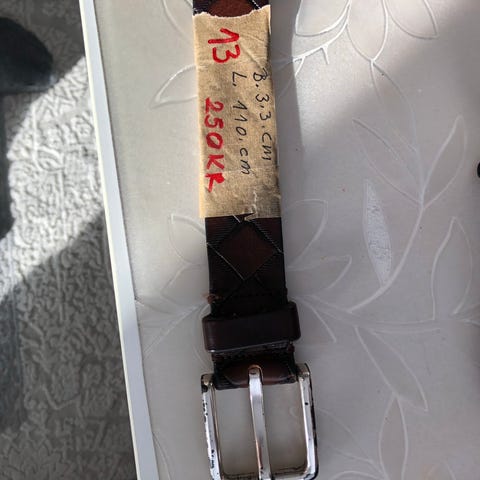 13
B. 3,3. cm
L. 110. cm
250KR